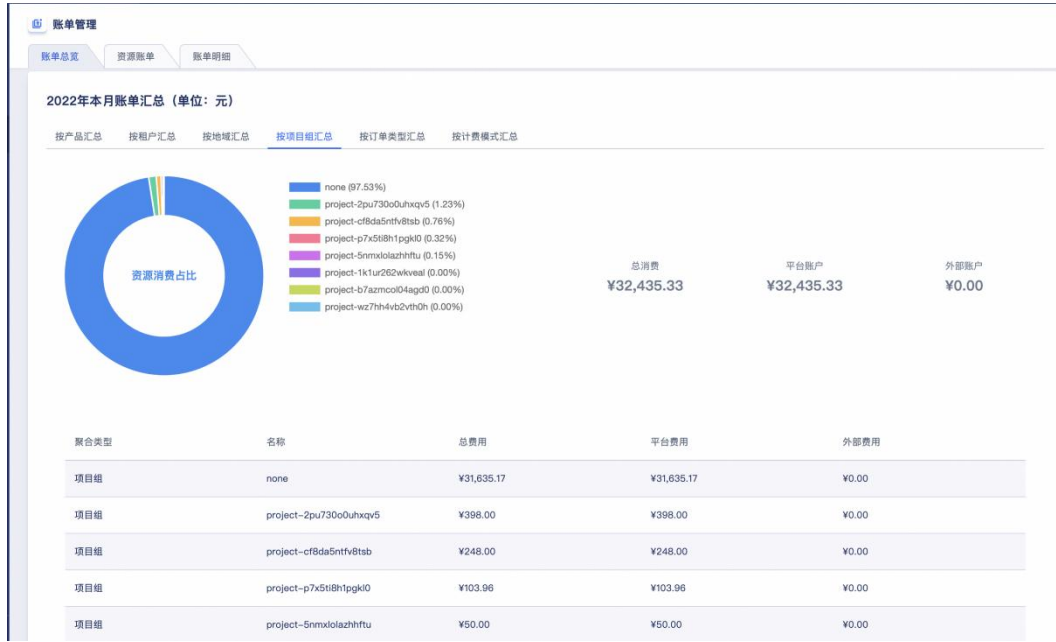 账单管理
账单总览 资源账单 账单明细
2022年本月账单汇总（单位：元）
按产品汇总 按租户汇总 按地域汇总 按项目组汇总 按订单类型汇总 按计费模式汇总
资源消费占比
none (97.53%)
project-2pu730o0uhxqv5 (1.23%)
project-cf8da5ntfv8tsb (0.76%)
project-p7x5ti8h1pgkl0 (0.32%)
project-5nmxlolazhhftu (0.15%)
project-1k1ur262wkveal (0.00%)
project-b7azmcol04agd0 (0.00%)
project-wz7hh4vb2vth0h (0.00%)
总消费 平台账户 外部账户
¥32,435.33 ¥32,435.33 ¥0.00
聚合类型 名称 总费用 平台费用 外部费用
项目组 none ¥31,635.17 ¥31,635.17 ¥0.00
项目组 project-2pu730o0uhxqv5 ¥398.00 ¥398.00 ¥0.00
项目组 project-cf8da5ntfv8tsb ¥248.00 ¥248.00 ¥0.00
项目组 project-p7x5ti8h1pgkl0 ¥103.96 ¥103.96 ¥0.00
项目组 project-5nmxlolazhhftu ¥50.00 ¥50.00 ¥0.00